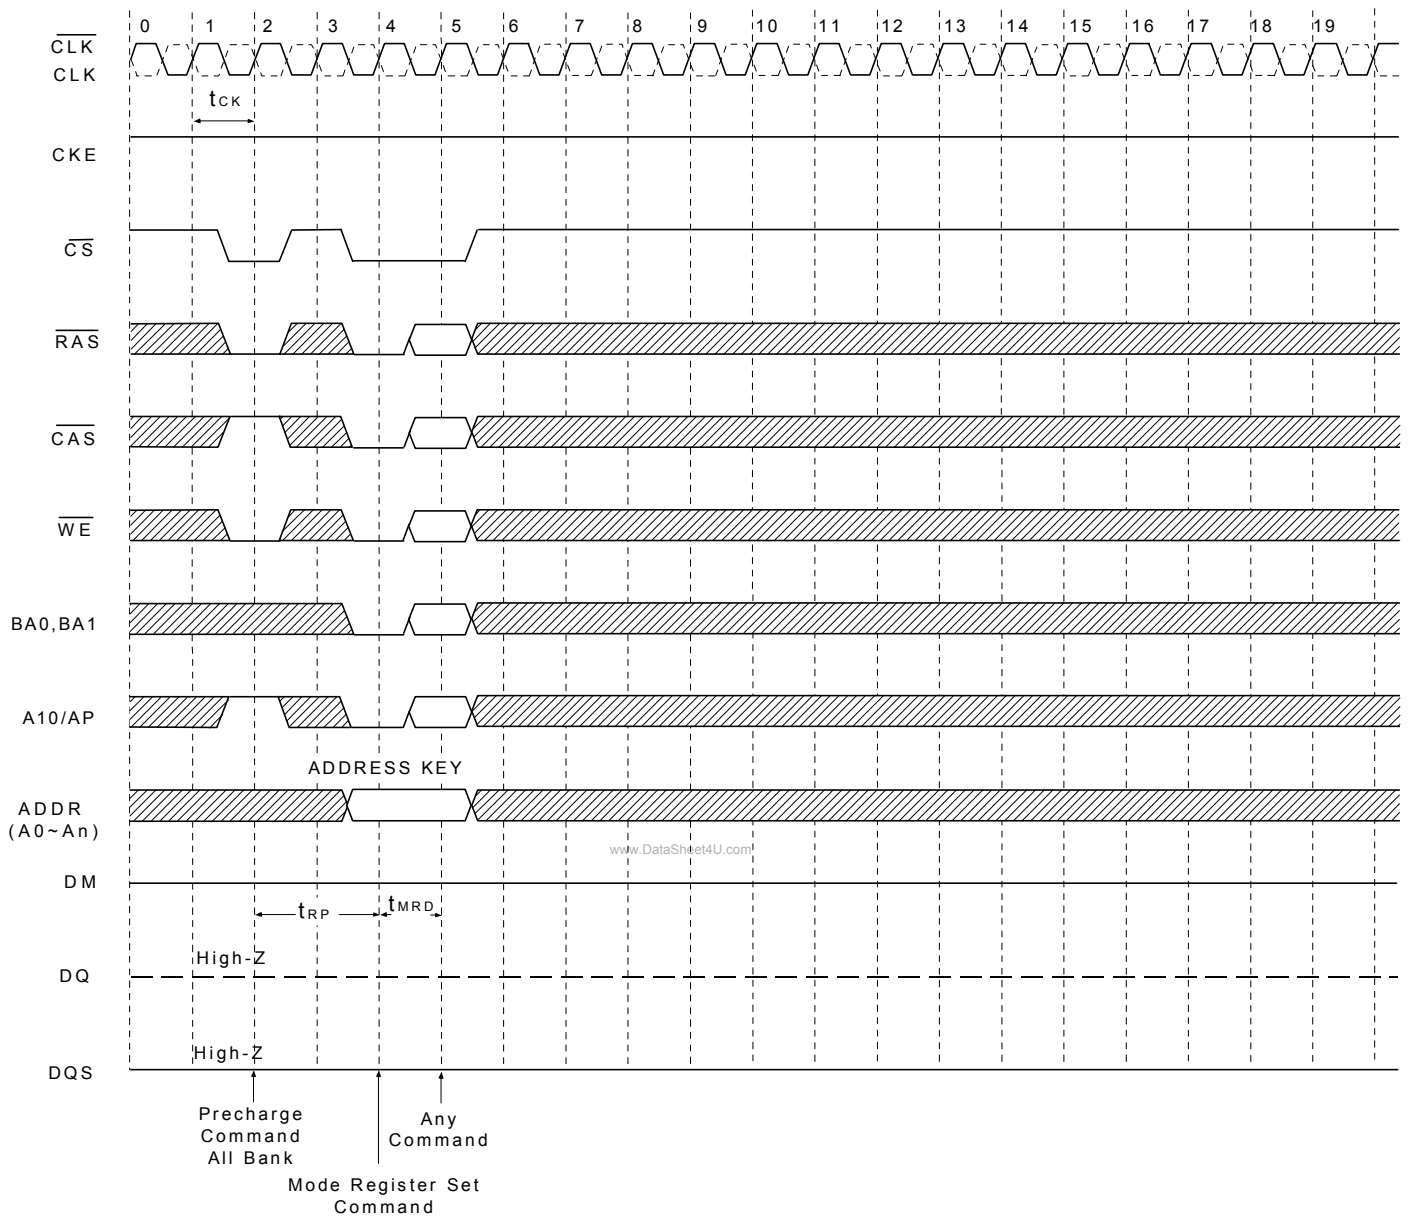 0 1 2 3 4 5 6 7 8 9 10 11 12 13 14 15 16 17 18 19
CLK
CLK
tCK
CKE
CS
RAS
CAS
WE
BA0,BA1
A10/AP
ADDRESS KEY
ADDR
(A0~An)
www.DataSheet4U.com
DM
tRP tMRD
High-Z
DQ
High-Z
DQS
Precharge
Command
All Bank
Any
Command
Mode Register Set
Command